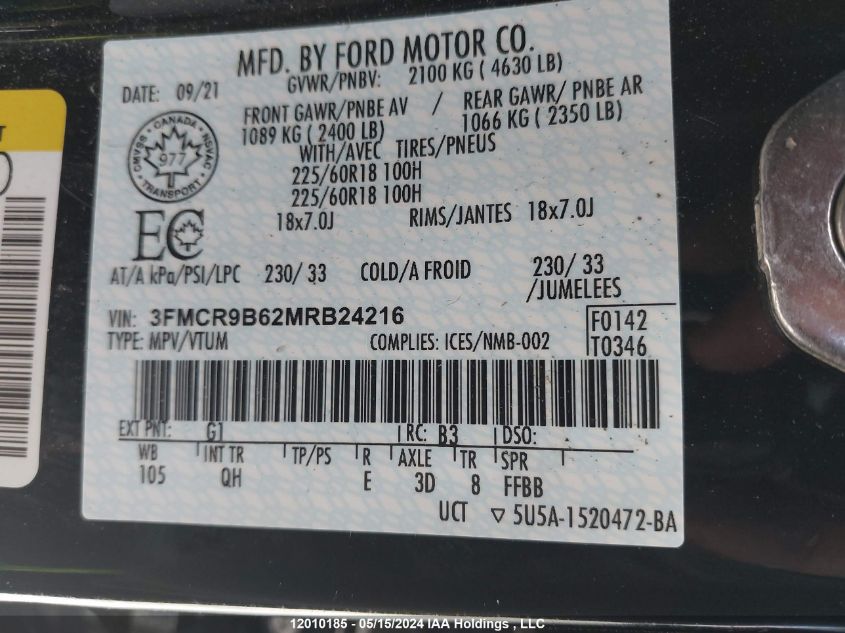 MFD. BY FORD MOTOR CO.
DATE: 09/21
GVWR/PNBV: 2100 KG ( 4630 LB)
FRONT GAWR/PNBE AV / REAR GAWR/ PNBE AR
1089 KG ( 2400 LB) 1066 KG ( 2350 LB)
WITH/AVEC TIRES/PNEUS
225/60R18 100H
225/60R18 100H
18x7.0J RIMS/JANTES 18x7.0J
CANADA
977
TRANSPORT
EC
AT/A kPa/PSI/LPC 230/ 33 COLD/A FROID 230/ 33
/JUMELEES
VIN: 3FMCR9B62MRB24216 F0142
TYPE: MPV/VTUM COMPLIES: ICES/NMB-002 T0346
EXT PNT: G1 RC: B3 DSO:
WB INT TR TP/PS R AXLE TR SPR
105 QH E 3D 8 FFBB
UCT ▽ 5U5A-1520472-BA
12010185 - 05/15/2024 IAA Holdings , LLC